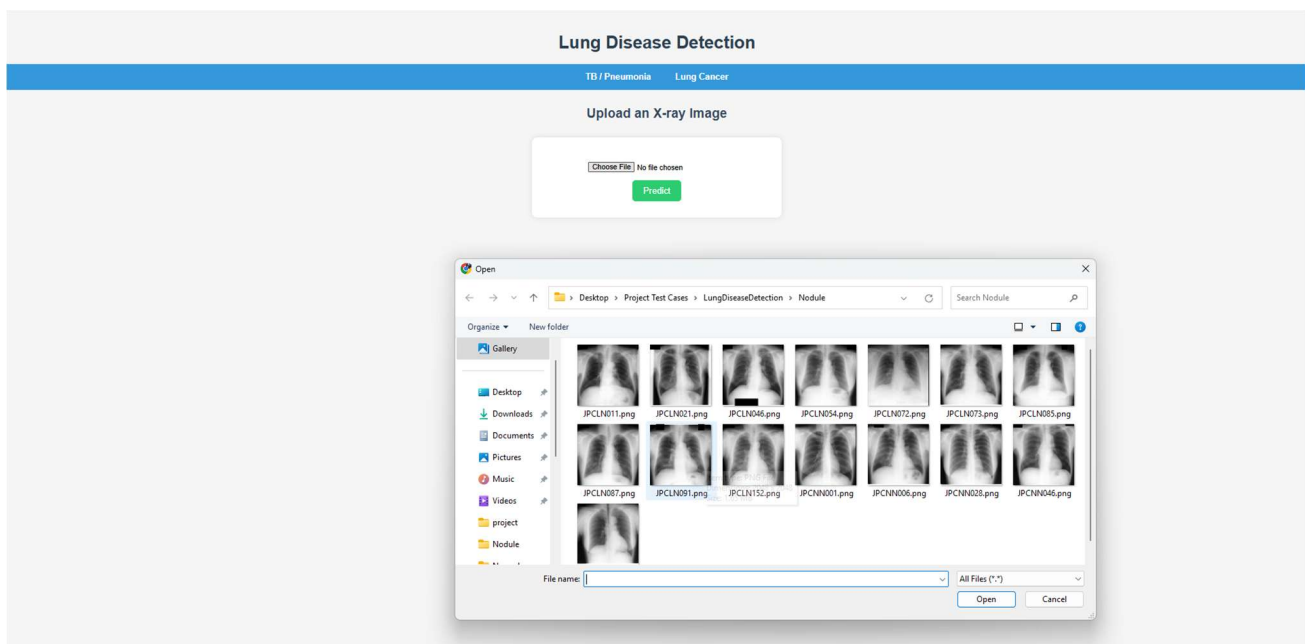 Lung Disease Detection
TB / Pneumonia Lung Cancer
Upload an X-ray Image
Choose File No file chosen
Predict
Open
Desktop > Project Test Cases > LungDiseaseDetection > Nodule
Search Nodule
Organize New folder
Gallery
Desktop
Downloads
Documents
Pictures
Music
Videos
project
Nodule
JPCLN011.png JPCLN021.png JPCLN046.png JPCLN054.png JPCLN072.png JPCLN073.png JPCLN085.png
JPCLN087.png JPCLN091.png JPCLN152.png JPCNN001.png JPCNN006.png JPCNN028.png JPCNN046.png
File name: All Files (*.*)
Open Cancel